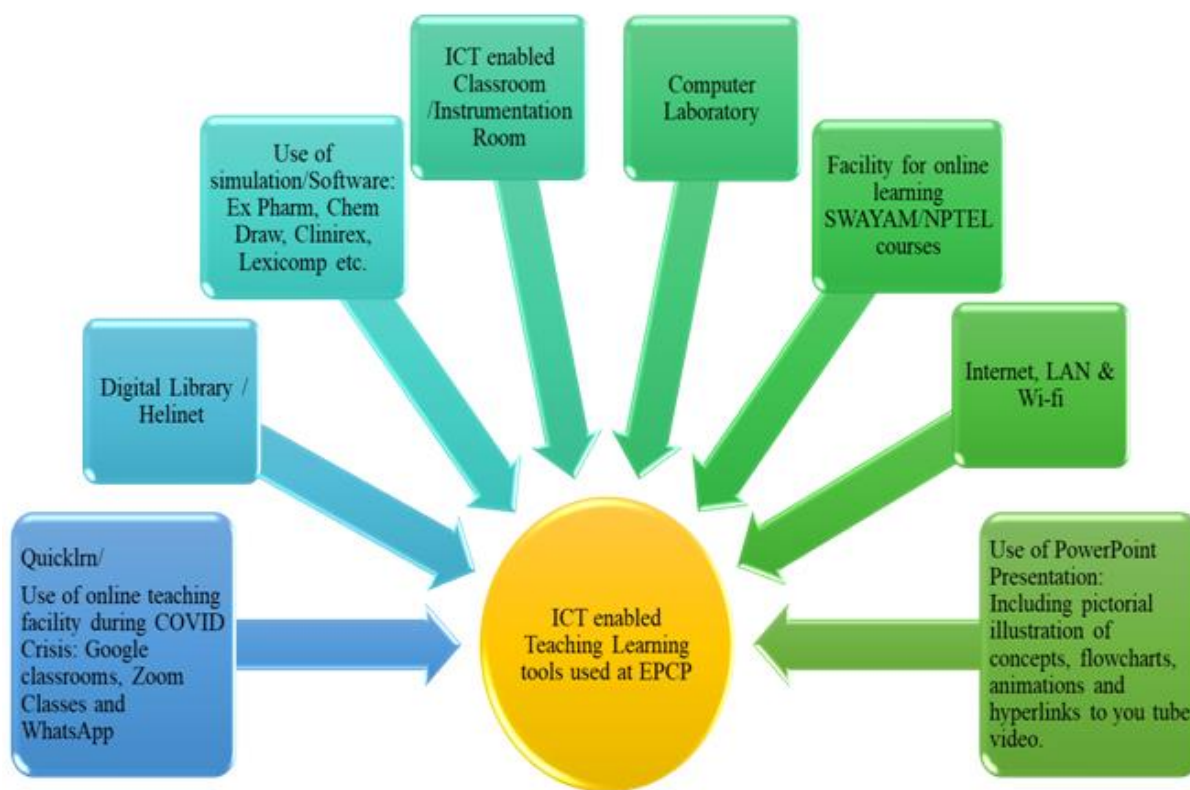 ICT enabled
Classroom
/Instrumentation
Room
Computer
Laboratory
Use of
simulation/Software:
Ex Pharm, Chem
Draw, Clinirex,
Lexicomp etc.
Facility for online
learning
SWAYAM/NPTEL
courses
Digital Library /
Helinet
Internet, LAN &
Wi-fi
Quicklrn/
Use of online teaching
facility during COVID
Crisis: Google
classrooms, Zoom
Classes and
WhatsApp
ICT enabled
Teaching Learning
tools used at EPCP
Use of PowerPoint
Presentation:
Including pictorial
illustration of
concepts, flowcharts,
animations and
hyperlinks to you tube
video.